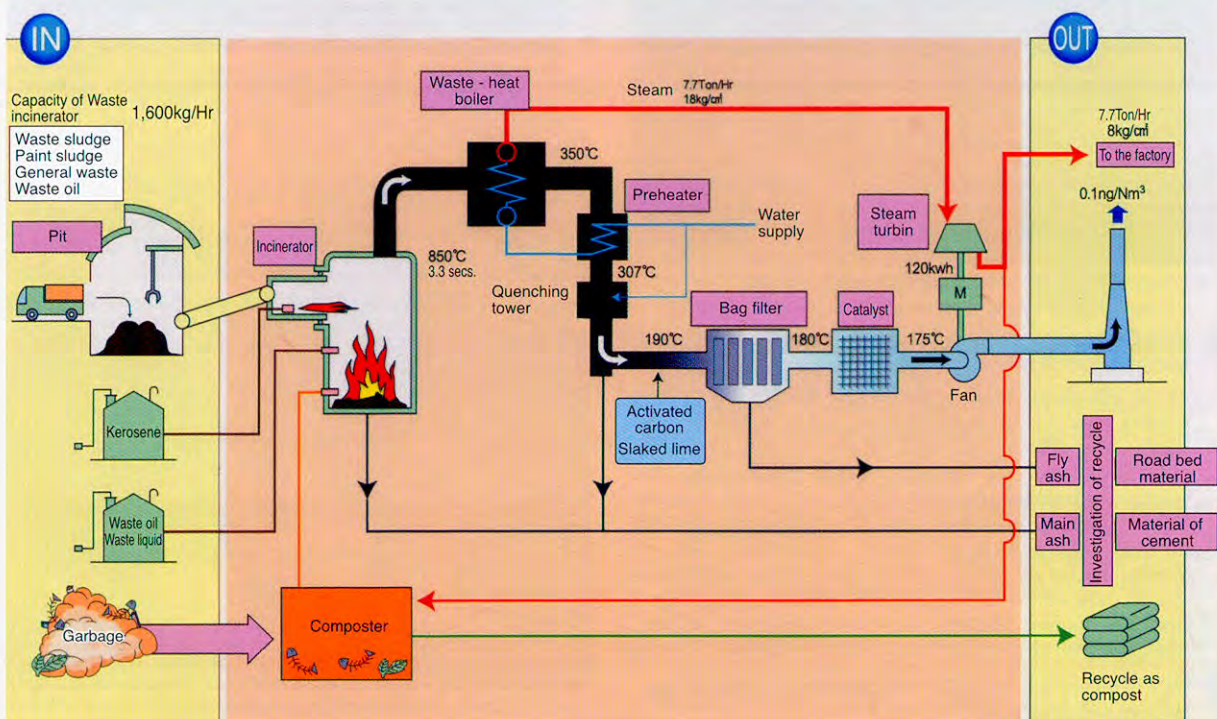 IN
Capacity of Waste
incinerator
1,600kg/Hr
Waste sludge
Paint sludge
General waste
Waste oil
Pit
Kerosene
Waste oil
Waste liquid
Garbage
Incinerator
850℃
3.3 secs.
Waste - heat
boiler
Steam
7.7Ton/Hr
18kg/c㎡
350℃
Preheater
Water
supply
307℃
Quenching
tower
190℃
Activated
carbon
Slaked lime
Bag filter
180℃
Catalyst
175℃
Steam
turbin
120kwh
M
Fan
Composter
OUT
7.7Ton/Hr
8kg/c㎡
To the factory
0.1ng/Nm³
Fly
ash
Main
ash
Investigation of recycle
Road bed
material
Material of
cement
Recycle as
compost